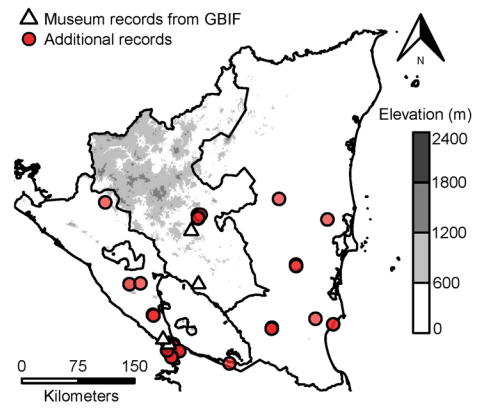 Museum records from GBIF
Additional records
N
Elevation (m)
2400
1800
1200
600
0
0 75 150
Kilometers